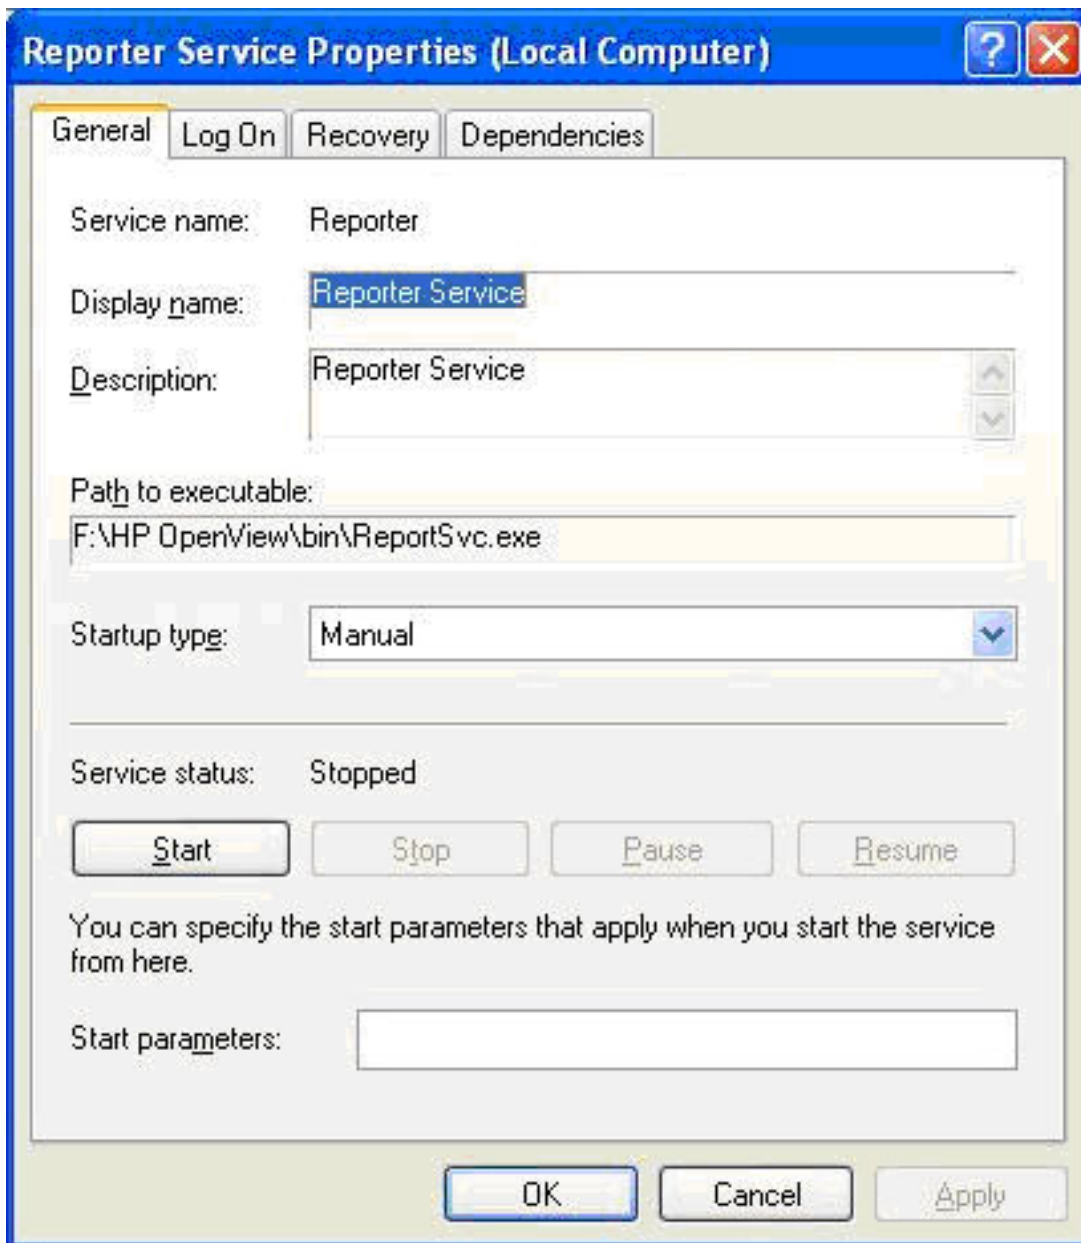 Reporter Service Properties (Local Computer)
General Log On Recovery Dependencies
Service name: Reporter
Display name: Reporter Service
Description: Reporter Service
Path to executable:
F:\HP OpenView\bin\ReportSvc.exe
Startup type: Manual
Service status: Stopped
Start Stop Pause Resume
You can specify the start parameters that apply when you start the service
from here.
Start parameters:
OK Cancel Apply